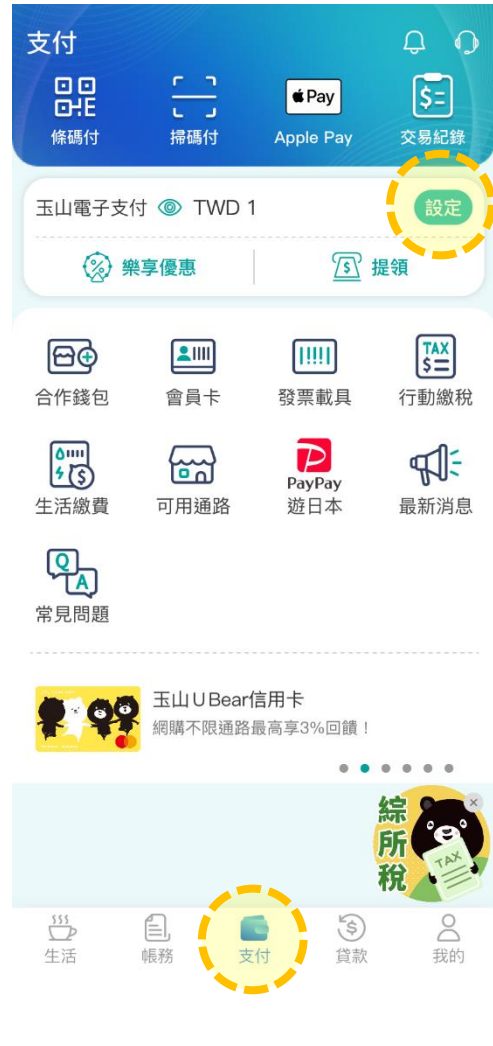 支付
條碼付 掃碼付 Pay Apple Pay 交易紀錄
玉山電子支付 TWD 1 設定
樂享優惠 提領
TAX
合作錢包 會員卡 發票載具 行動繳稅
PayPay
生活繳費 可用通路 遊日本 最新消息
Q
A
常見問題
玉山 U Bear信用卡
網購不限通路最高享3%回饋！
綜所稅
TAX
生活 帳務 支付 貸款 我的